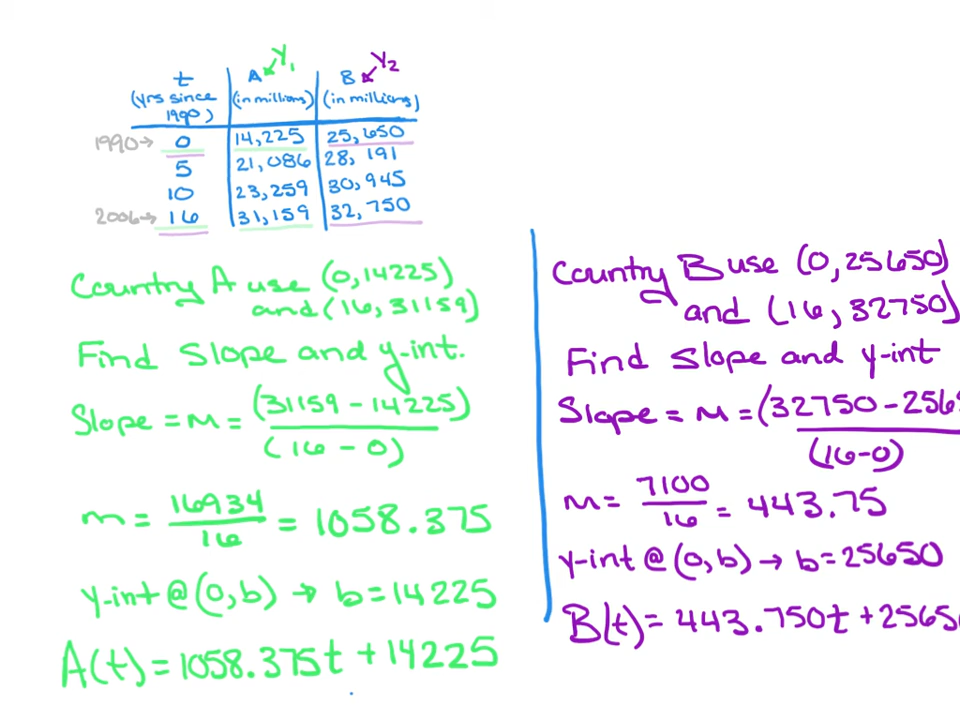 Y₁
Y₂
t A B
(yrs since 1990) (in millions) (in millions)
1990→ 0 14,225 25,650
5 21,086 28,191
10 23,259 30,945
2006→ 16 31,159 32,750
Country A use (0,14225)
and (16,31159)
Find Slope and y-int.
Slope = m = (31159 - 14225)
(16 - 0)
m = 16934/16 = 1058.375
y-int @ (0,b) → b = 14225
A(t) = 1058.375t + 14225
Country B use (0,25650)
and (16,32750)
Find Slope and y-int
Slope = m = (32750 - 2565
(16-0)
m = 7100/16 = 443.75
y-int @ (0,b) → b = 25650
B(t) = 443.750t + 25650